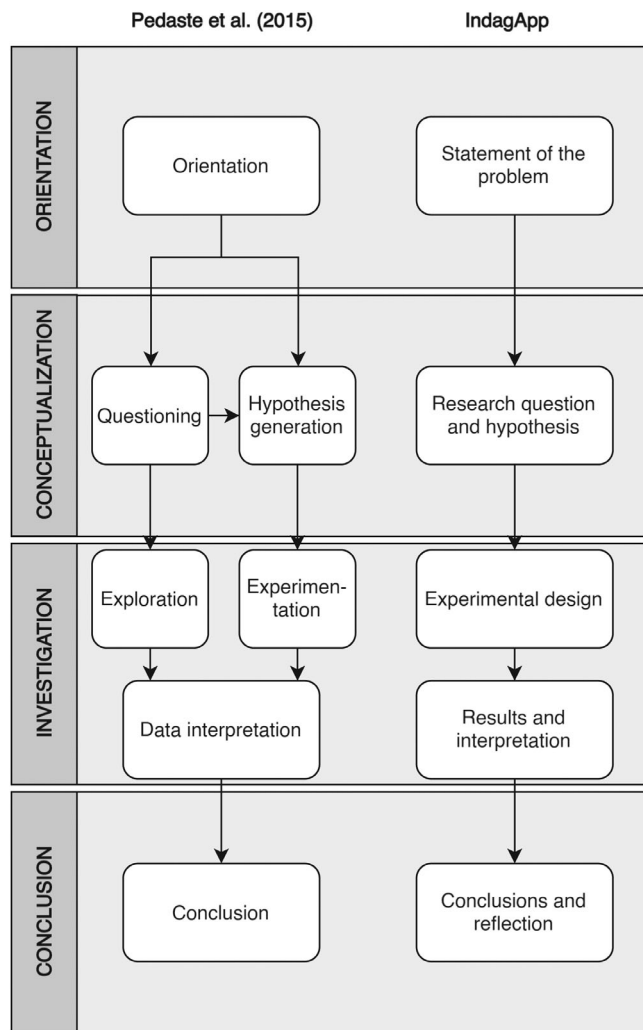 Pedaste et al. (2015)
IndagApp
ORIENTATION
Orientation
Statement of the
problem
CONCEPTUALIZATION
Questioning
Hypothesis
generation
Research question
and hypothesis
INVESTIGATION
Exploration
Experimen-
tation
Experimental design
Data interpretation
Results and
interpretation
CONCLUSION
Conclusion
Conclusions and
reflection